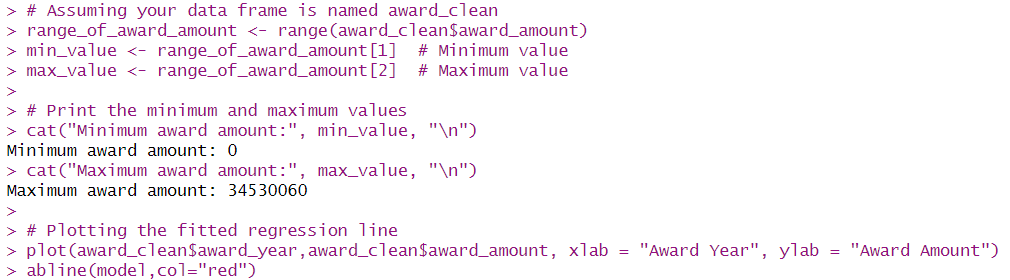 > # Assuming your data frame is named award_clean
> range_of_award_amount <- range(award_clean$award_amount)
> min_value <- range_of_award_amount[1]  # Minimum value
> max_value <- range_of_award_amount[2]  # Maximum value
>
> # Print the minimum and maximum values
> cat("Minimum award amount:", min_value, "\n")
Minimum award amount: 0
> cat("Maximum award amount:", max_value, "\n")
Maximum award amount: 34530060
>
> # Plotting the fitted regression line
> plot(award_clean$award_year,award_clean$award_amount, xlab = "Award Year", ylab = "Award Amount")
> abline(model,col="red")